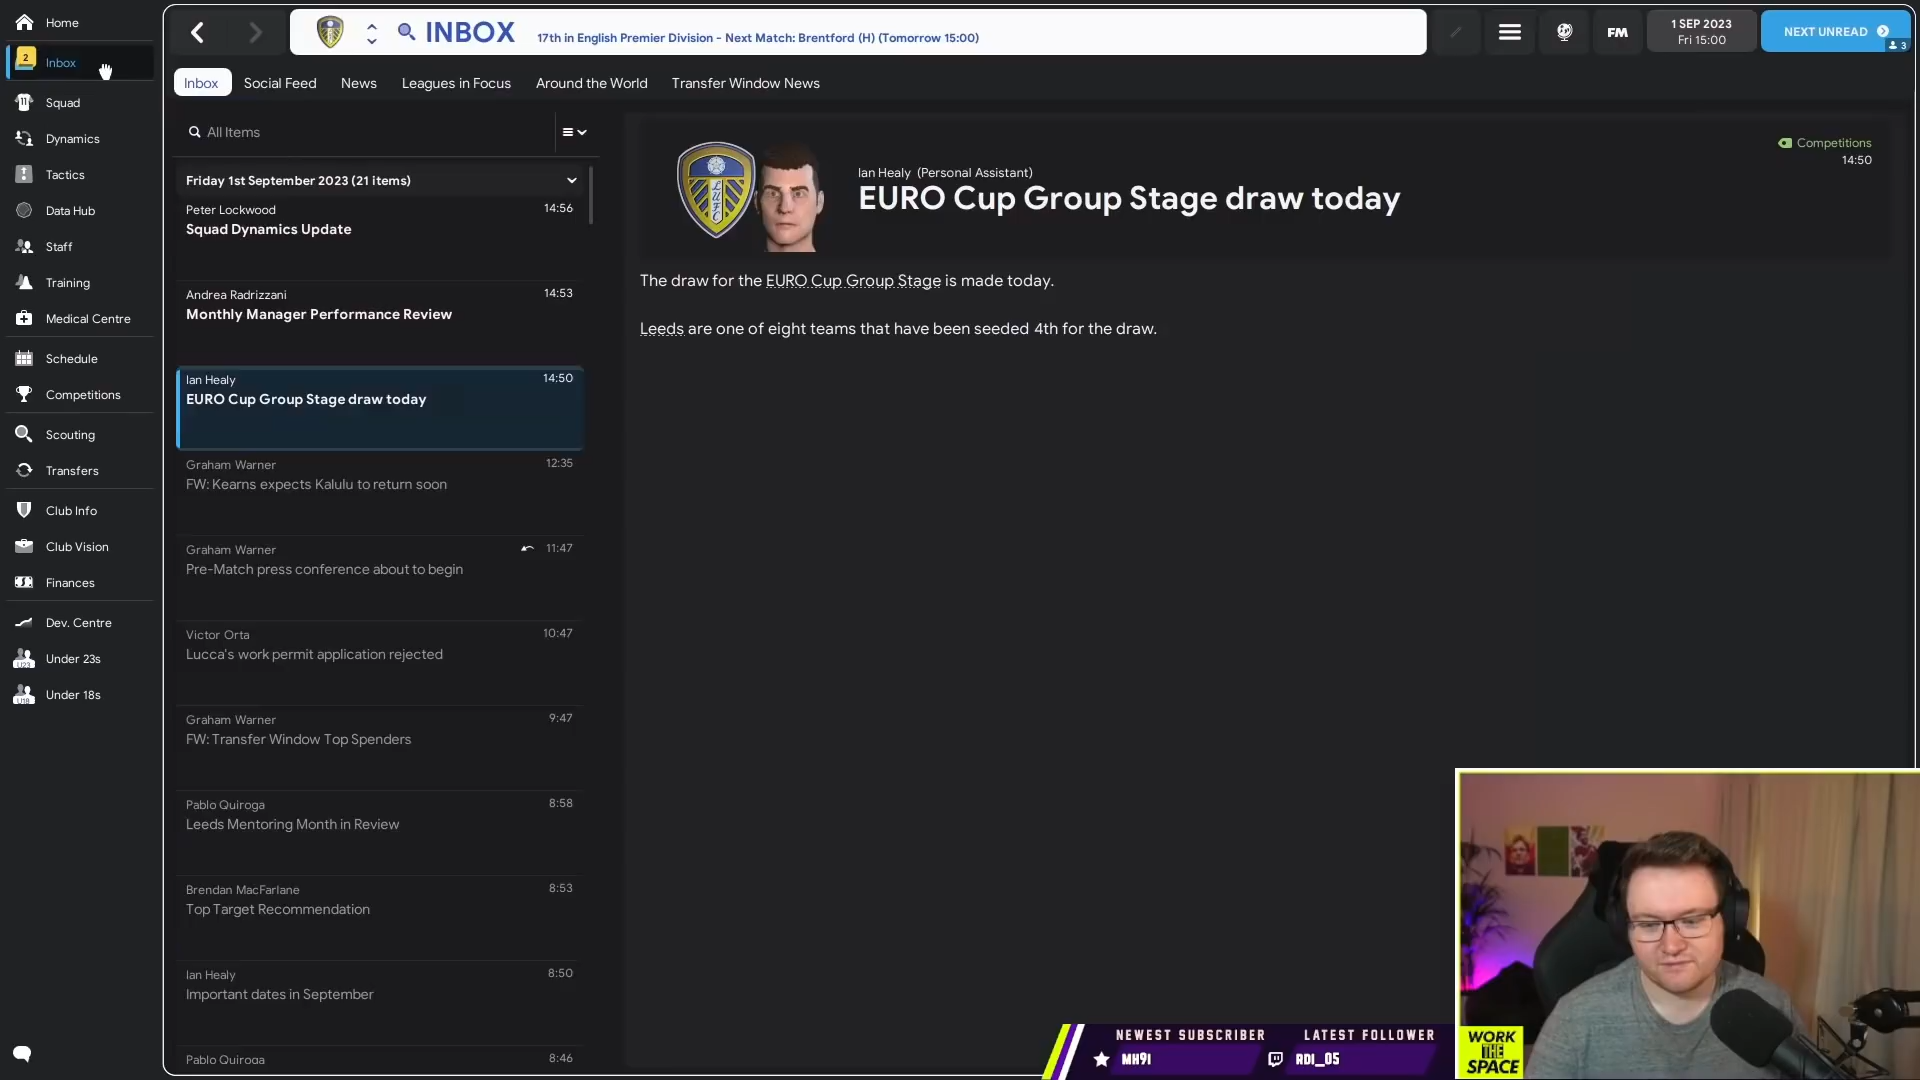 Home
Inbox
2
Squad
Dynamics
Tactics
Data Hub
Staff
Training
Medical Centre
Schedule
Competitions
Scouting
Transfers
Club Info
Club Vision
Finances
Dev. Centre
Under 23s
Under 18s
INBOX
17th in English Premier Division - Next Match: Brentford (H) (Tomorrow 15:00)
FM
1 SEP 2023
Fri 15:00
NEXT UNREAD
3
Inbox Social Feed News Leagues in Focus Around the World Transfer Window News
All Items
Friday 1st September 2023 (21 items)
Peter Lockwood 14:56
Squad Dynamics Update
Andrea Radrizzani 14:53
Monthly Manager Performance Review
Ian Healy 14:50
EURO Cup Group Stage draw today
Graham Warner 12:35
FW: Kearns expects Kalulu to return soon
Graham Warner 11:47
Pre-Match press conference about to begin
Victor Orta 10:47
Lucca's work permit application rejected
Graham Warner 9:47
FW: Transfer Window Top Spenders
Pablo Quiroga 8:58
Leeds Mentoring Month in Review
Brendan MacFarlane 8:53
Top Target Recommendation
Ian Healy 8:50
Important dates in September
Pablo Quiroga 8:46
Competitions
14:50
Ian Healy (Personal Assistant)
EURO Cup Group Stage draw today
The draw for the EURO Cup Group Stage is made today.
Leeds are one of eight teams that have been seeded 4th for the draw.
NEWEST SUBSCRIBER
MH91
LATEST FOLLOWER
RDI_05
WORK
THE
SPACE